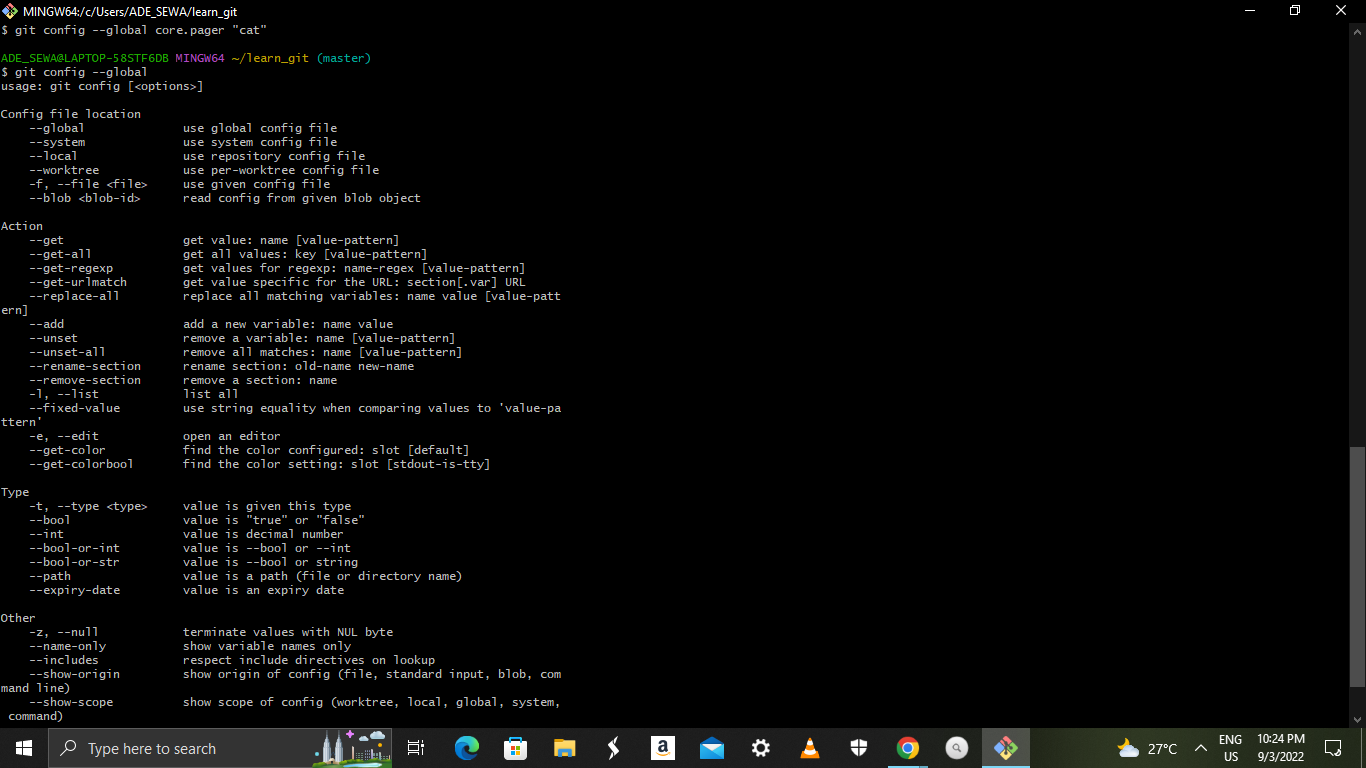 MINGW64:/c/Users/ADE_SEWA/learn_git
$ git config --global core.pager "cat"
ADE_SEWA@LAPTOP-58STF6DB MINGW64 ~/learn_git (master)
$ git config --global
usage: git config [<options>]
Config file location
--global use global config file
--system use system config file
--local use repository config file
--worktree use per-worktree config file
-f, --file <file> use given config file
--blob <blob-id> read config from given blob object
Action
--get get value: name [value-pattern]
--get-all get all values: key [value-pattern]
--get-regexp get values for regexp: name-regex [value-pattern]
--get-urlmatch get value specific for the URL: section[.var] URL
--replace-all replace all matching variables: name value [value-patt
ern]
--add add a new variable: name value
--unset remove a variable: name [value-pattern]
--unset-all remove all matches: name [value-pattern]
--rename-section rename section: old-name new-name
--remove-section remove a section: name
-l, --list list all
--fixed-value use string equality when comparing values to 'value-pa
ttern'
-e, --edit open an editor
--get-color find the color configured: slot [default]
--get-colorbool find the color setting: slot [stdout-is-tty]
Type
-t, --type <type> value is given this type
--bool value is "true" or "false"
--int value is decimal number
--bool-or-int value is --bool or --int
--bool-or-str value is --bool or string
--path value is a path (file or directory name)
--expiry-date value is an expiry date
Other
-z, --null terminate values with NUL byte
--name-only show variable names only
--includes respect include directives on lookup
--show-origin show origin of config (file, standard input, blob, com
mand line)
--show-scope show scope of config (worktree, local, global, system,
command)
Type here to search
a
27°C
ENG
US
10:24 PM
9/3/2022